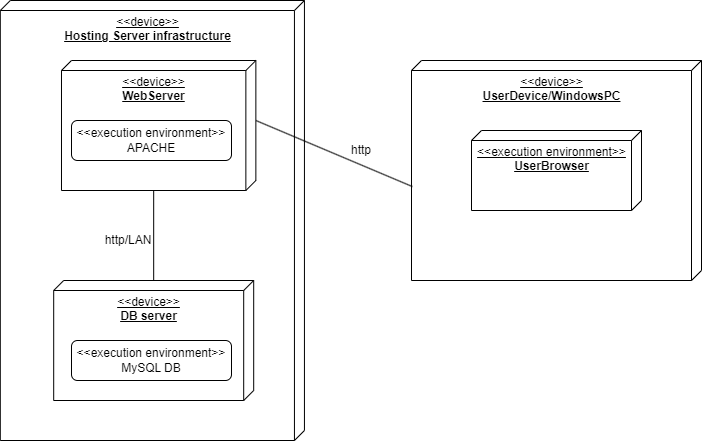 <<device>>
Hosting Server infrastructure
<<device>>
WebServer
<<execution environment>>
APACHE
http/LAN
<<device>>
DB server
<<execution environment>>
MySQL DB
http
<<device>>
UserDevice/WindowsPC
<<execution environment>>
UserBrowser